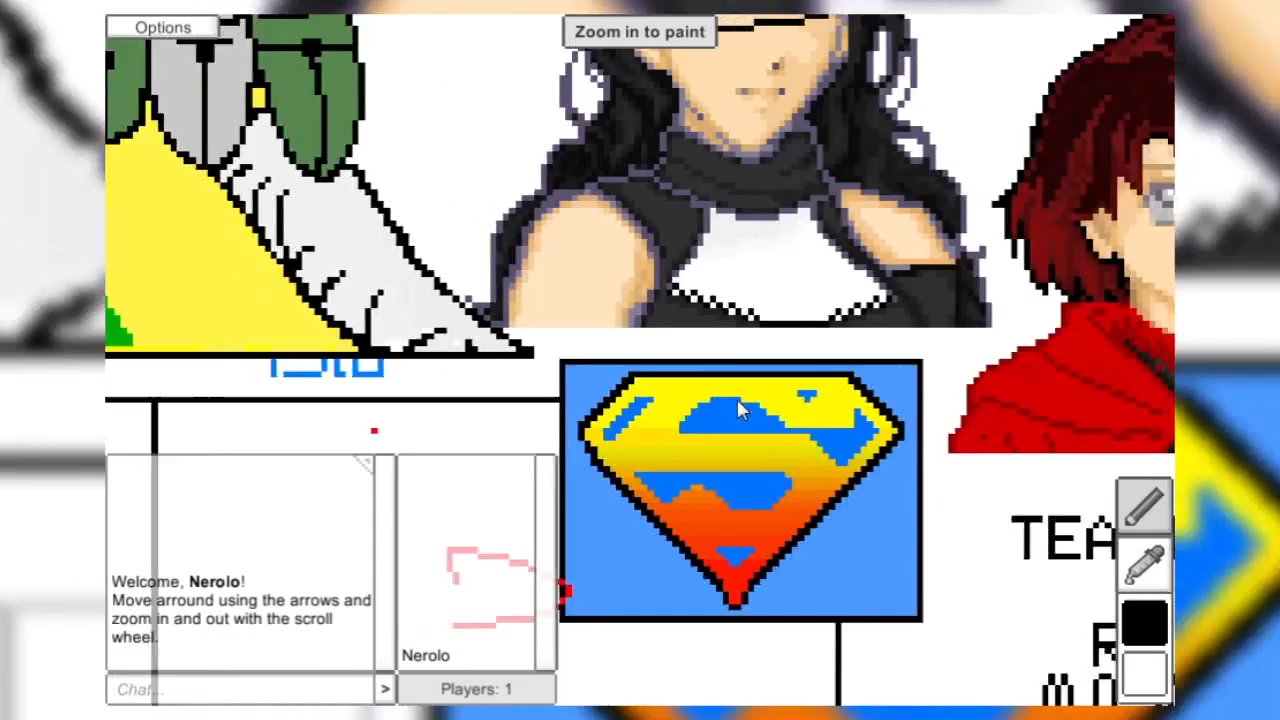 Options
Zoom in to paint
TEA
R
Welcome, Nerolo!
Move arround using the arrows and
zoom in and out with the scroll
wheel.
Nerolo
Chat...
>
Players: 1